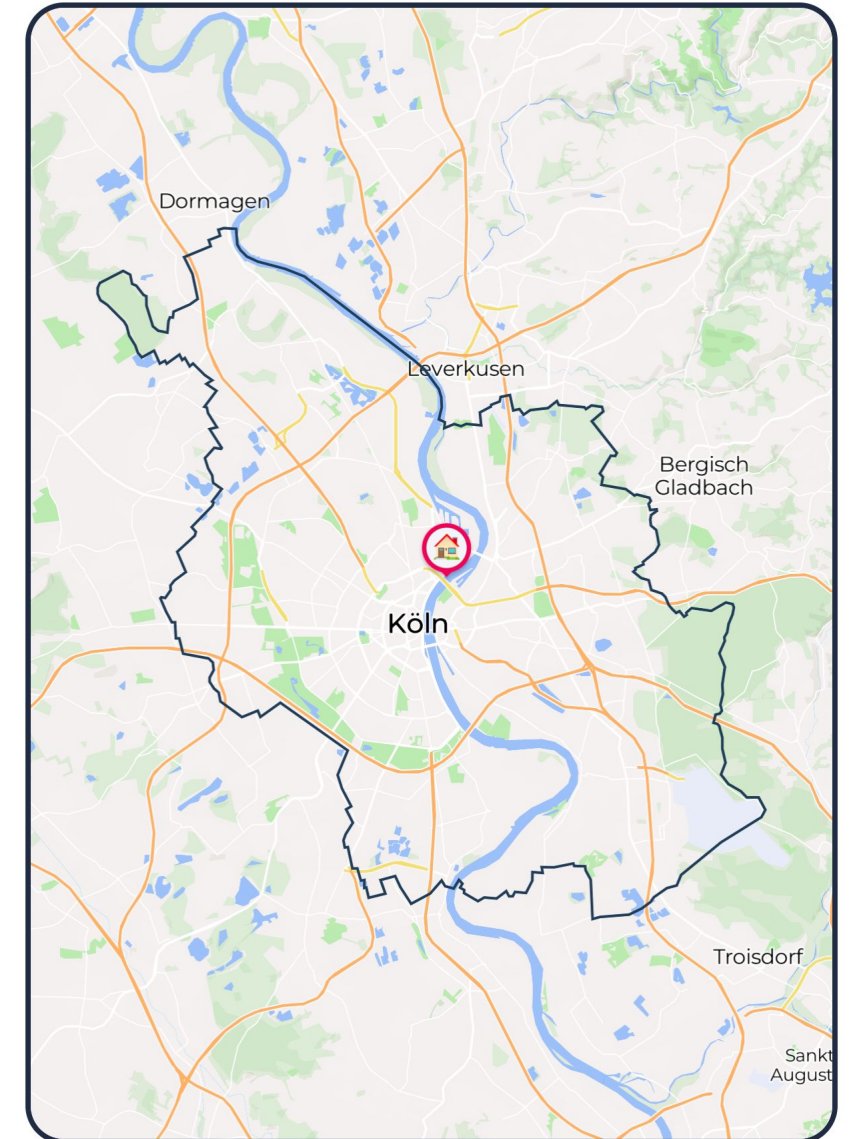 Dormagen
Leverkusen
Bergisch
Gladbach
Köln
Troisdorf
Sankt
August